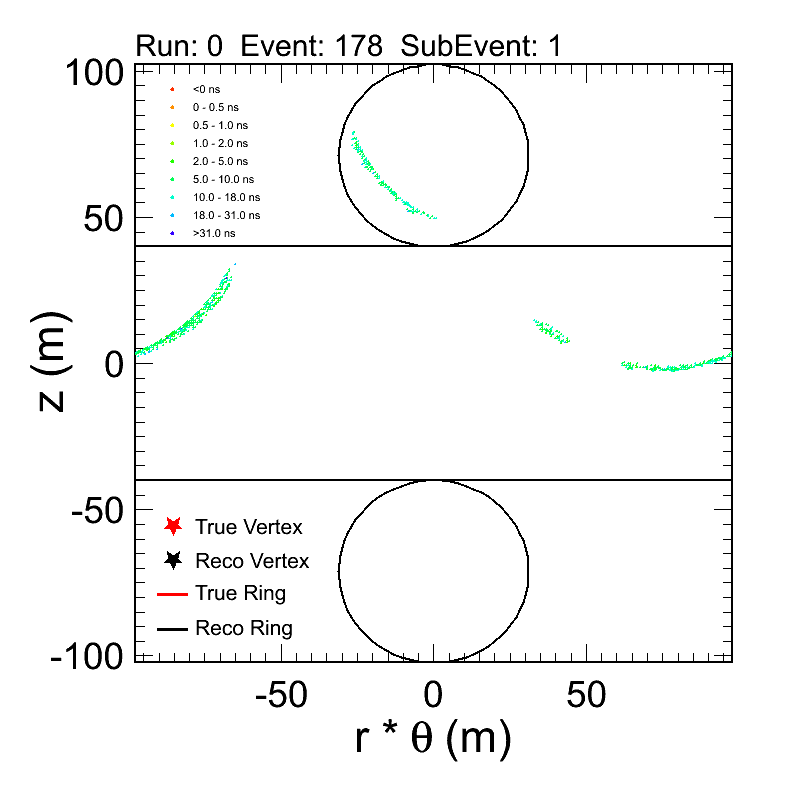 Run: 0  Event: 178  SubEvent: 1
100
<0 ns
0 - 0.5 ns
0.5 - 1.0 ns
1.0 - 2.0 ns
2.0 - 5.0 ns
5.0 - 10.0 ns
10.0 - 18.0 ns
18.0 - 31.0 ns
>31.0 ns
50
0
z (m)
-50
True Vertex
Reco Vertex
True Ring
Reco Ring
-100
-50 0 50
r * θ (m)